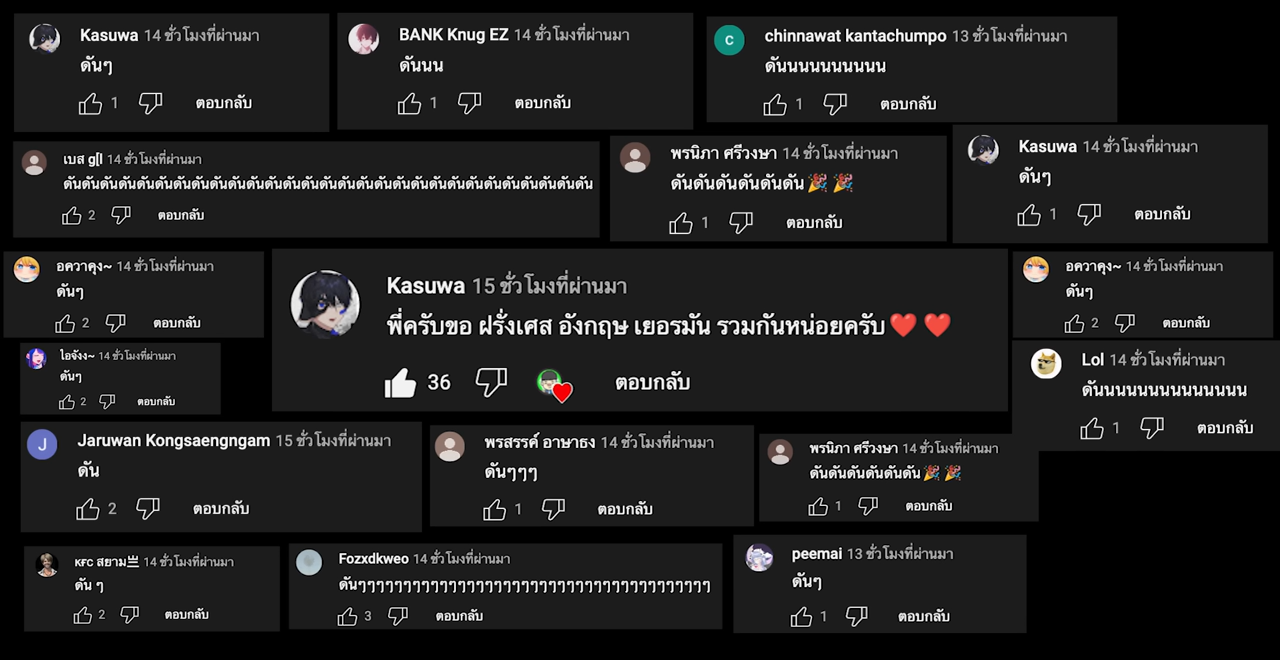 Kasuwa 14 ชั่วโมงที่ผ่านมา
ดันๆ
1 ตอบกลับ
BANK Knug EZ 14 ชั่วโมงที่ผ่านมา
ดันนน
1 ตอบกลับ
C
chinnawat kantachumpo 13 ชั่วโมงที่ผ่านมา
ดันนนนนนนนนน
1 ตอบกลับ
เบส g[l 14 ชั่วโมงที่ผ่านมา
ดันดันดันดันดันดันดันดันดันดันดันดันดันดันดันดันดันดันดันดันดันดันดันดันดันดันดันดันดัน
2 ตอบกลับ
พรนิภา ศรีวงษา 14 ชั่วโมงที่ผ่านมา
ดันดันดันดันดันดัน🎉 🎉
1 ตอบกลับ
Kasuwa 14 ชั่วโมงที่ผ่านมา
ดันๆ
1 ตอบกลับ
อควาคุง~ 14 ชั่วโมงที่ผ่านมา
ดันๆ
2 ตอบกลับ
Kasuwa 15 ชั่วโมงที่ผ่านมา
พี่ครับขอ ฝรั่งเศส อังกฤษ เยอรมัน รวมกันหน่อยครับ❤️ ❤️
36 ตอบกลับ
อควาคุง~ 14 ชั่วโมงที่ผ่านมา
ดันๆ
2 ตอบกลับ
ไอจังง~ 14 ชั่วโมงที่ผ่านมา
ดันๆ
2 ตอบกลับ
Lol 14 ชั่วโมงที่ผ่านมา
ดันนนนนนนนนนนนนน
1 ตอบกลับ
J
Jaruwan Kongsaengngam 15 ชั่วโมงที่ผ่านมา
ดัน
2 ตอบกลับ
พรสรรค์ อาษาธง 14 ชั่วโมงที่ผ่านมา
ดันๆๆๆ
1 ตอบกลับ
พรนิภา ศรีวงษา 14 ชั่วโมงที่ผ่านมา
ดันดันดันดันดันดัน🎉 🎉
1 ตอบกลับ
ᴋꜰᴄ สยาม 14 ชั่วโมงที่ผ่านมา
ดัน ๆ
2 ตอบกลับ
Fozxdkweo 14 ชั่วโมงที่ผ่านมา
ดันๆๆๆๆๆๆๆๆๆๆๆๆๆๆๆๆๆๆๆๆๆๆๆๆๆๆๆๆๆๆๆๆๆๆๆๆๆๆ
3 ตอบกลับ
peemai 13 ชั่วโมงที่ผ่านมา
ดันๆ
1 ตอบกลับ